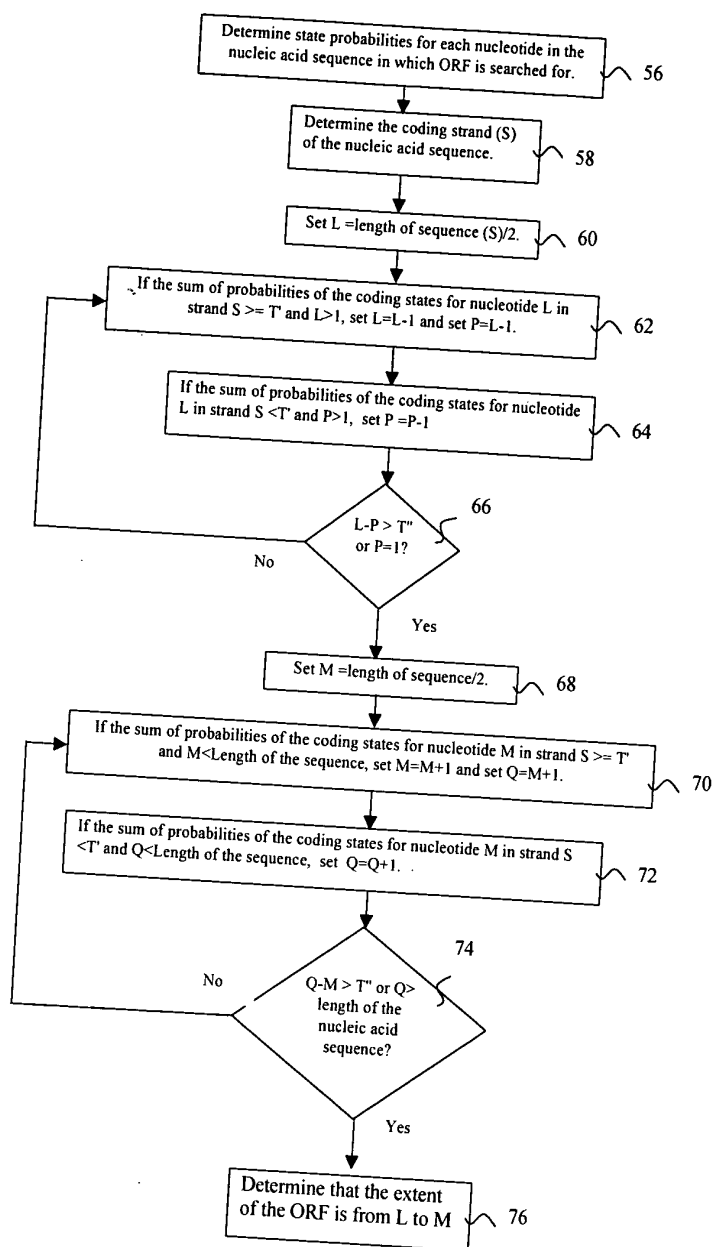 Determine state probabilities for each nucleotide in the
nucleic acid sequence in which ORF is searched for.
56
Determine the coding strand (S)
of the nucleic acid sequence.
58
Set L =length of sequence (S)/2.
60
If the sum of probabilities of the coding states for nucleotide L in
strand S >= T' and L>1, set L=L-1 and set P=L-1.
62
If the sum of probabilities of the coding states for nucleotide
L in strand S <T' and P>1, set P =P-1
64
66
L-P > T"
or P=1?
No
Yes
Set M =length of sequence/2.
68
If the sum of probabilities of the coding states for nucleotide M in strand S >= T'
and M<Length of the sequence, set M=M+1 and set Q=M+1.
70
If the sum of probabilities of the coding states for nucleotide M in strand S
<T' and Q<Length of the sequence, set Q=Q+1.
72
74
No
Q-M > T" or Q>
length of the
nucleic acid
sequence?
Yes
Determine that the extent
of the ORF is from L to M
76